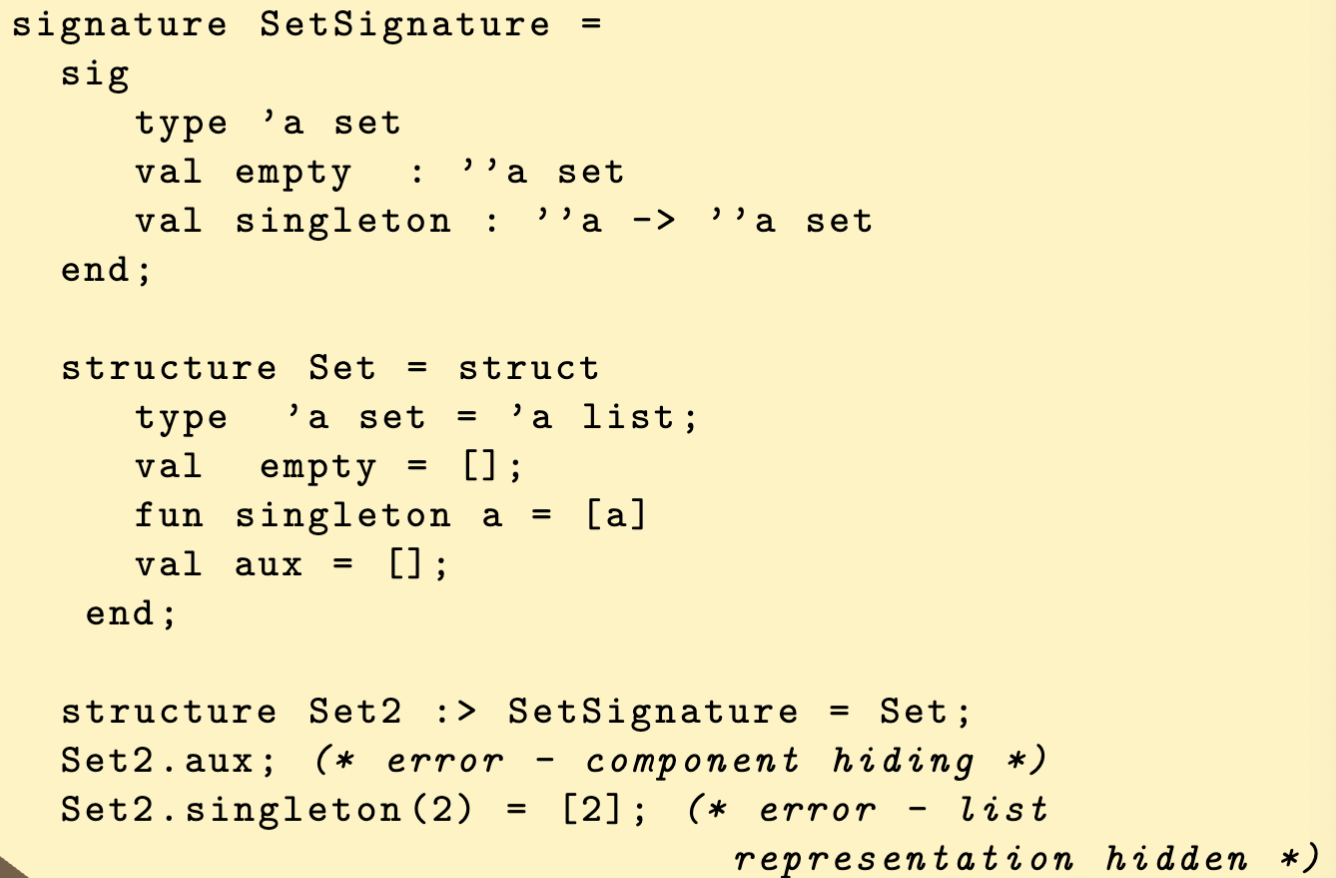 signature SetSignature =
sig
type ’a set
val empty : ’’a set
val singleton : ’’a -> ’’a set
end;
structure Set = struct
type ’a set = ’a list;
val empty = [];
fun singleton a = [a]
val aux = [];
end;
structure Set2 :> SetSignature = Set;
Set2.aux; (* error - component hiding *)
Set2.singleton(2) = [2]; (* error - list
representation hidden *)